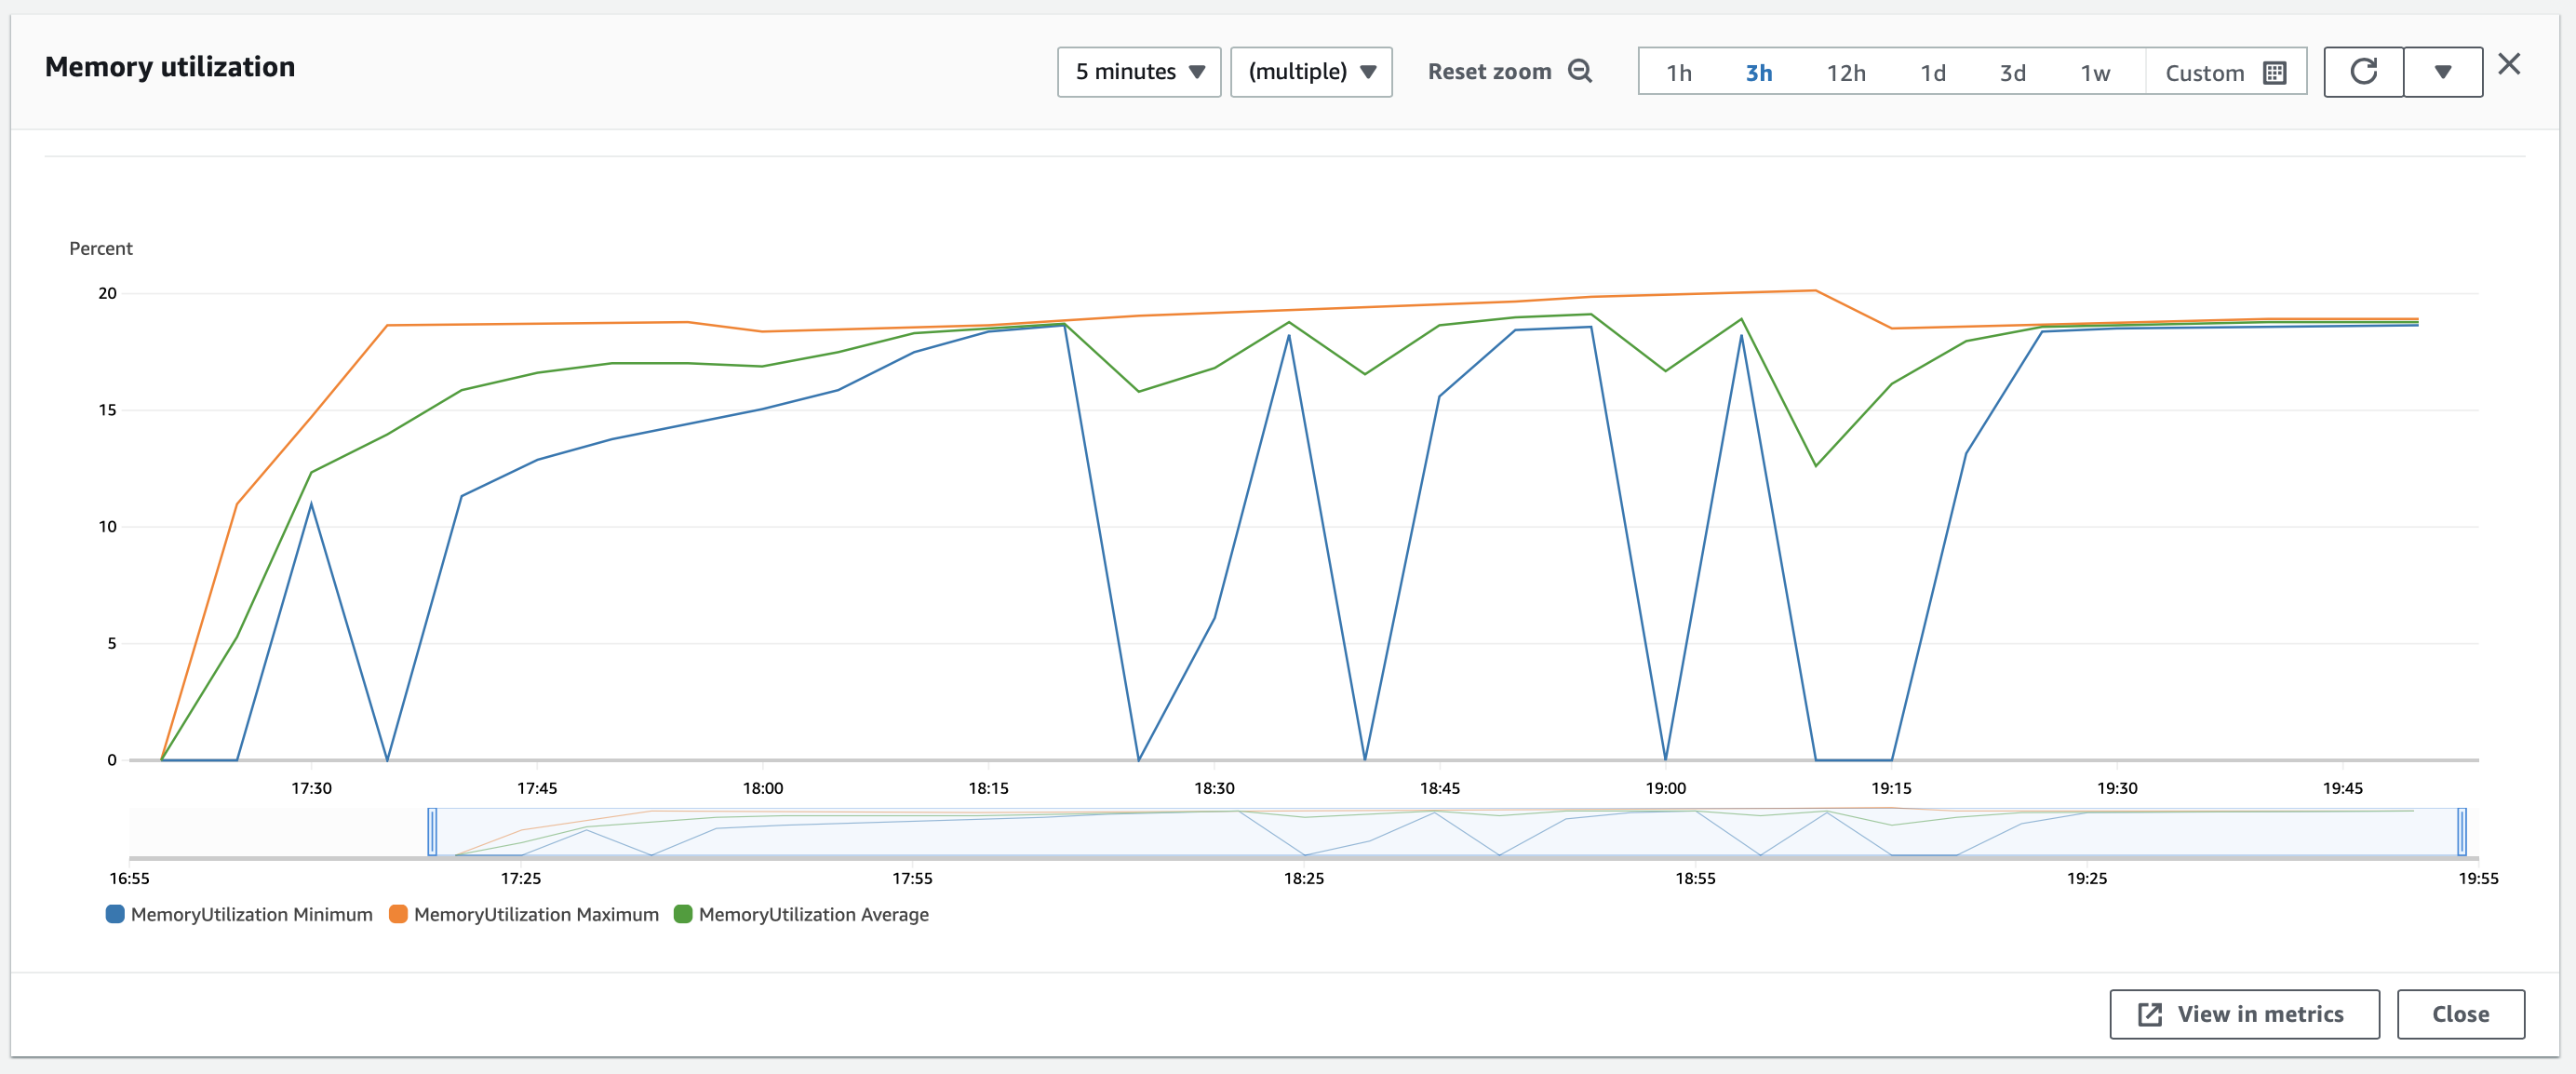 Memory utilization
5 minutes
(multiple)
Reset zoom
1h 3h 12h 1d 3d 1w Custom
Percent
20
15
10
5
0
17:30 17:45 18:00 18:15 18:30 18:45 19:00 19:15 19:30 19:45
16:55 17:25 17:55 18:25 18:55 19:25 19:55
MemoryUtilization Minimum MemoryUtilization Maximum MemoryUtilization Average
View in metrics
Close